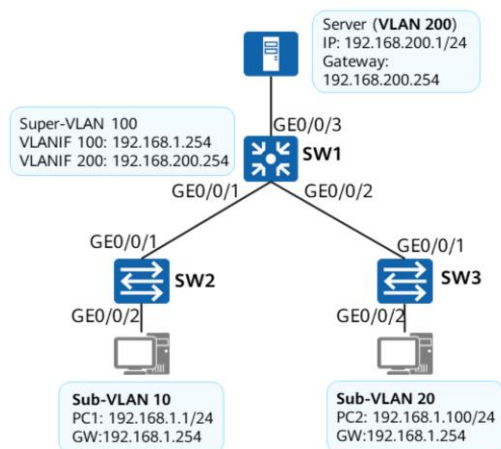 Server (VLAN 200)
IP: 192.168.200.1/24
Gateway:
192.168.200.254
Super-VLAN 100
VLANIF 100: 192.168.1.254
VLANIF 200: 192.168.200.254
GE0/0/3
SW1
GE0/0/1
GE0/0/2
GE0/0/1
GE0/0/1
SW2
SW3
GE0/0/2
GE0/0/2
Sub-VLAN 10
PC1: 192.168.1.1/24
GW:192.168.1.254
Sub-VLAN 20
PC2: 192.168.1.100/24
GW:192.168.1.254